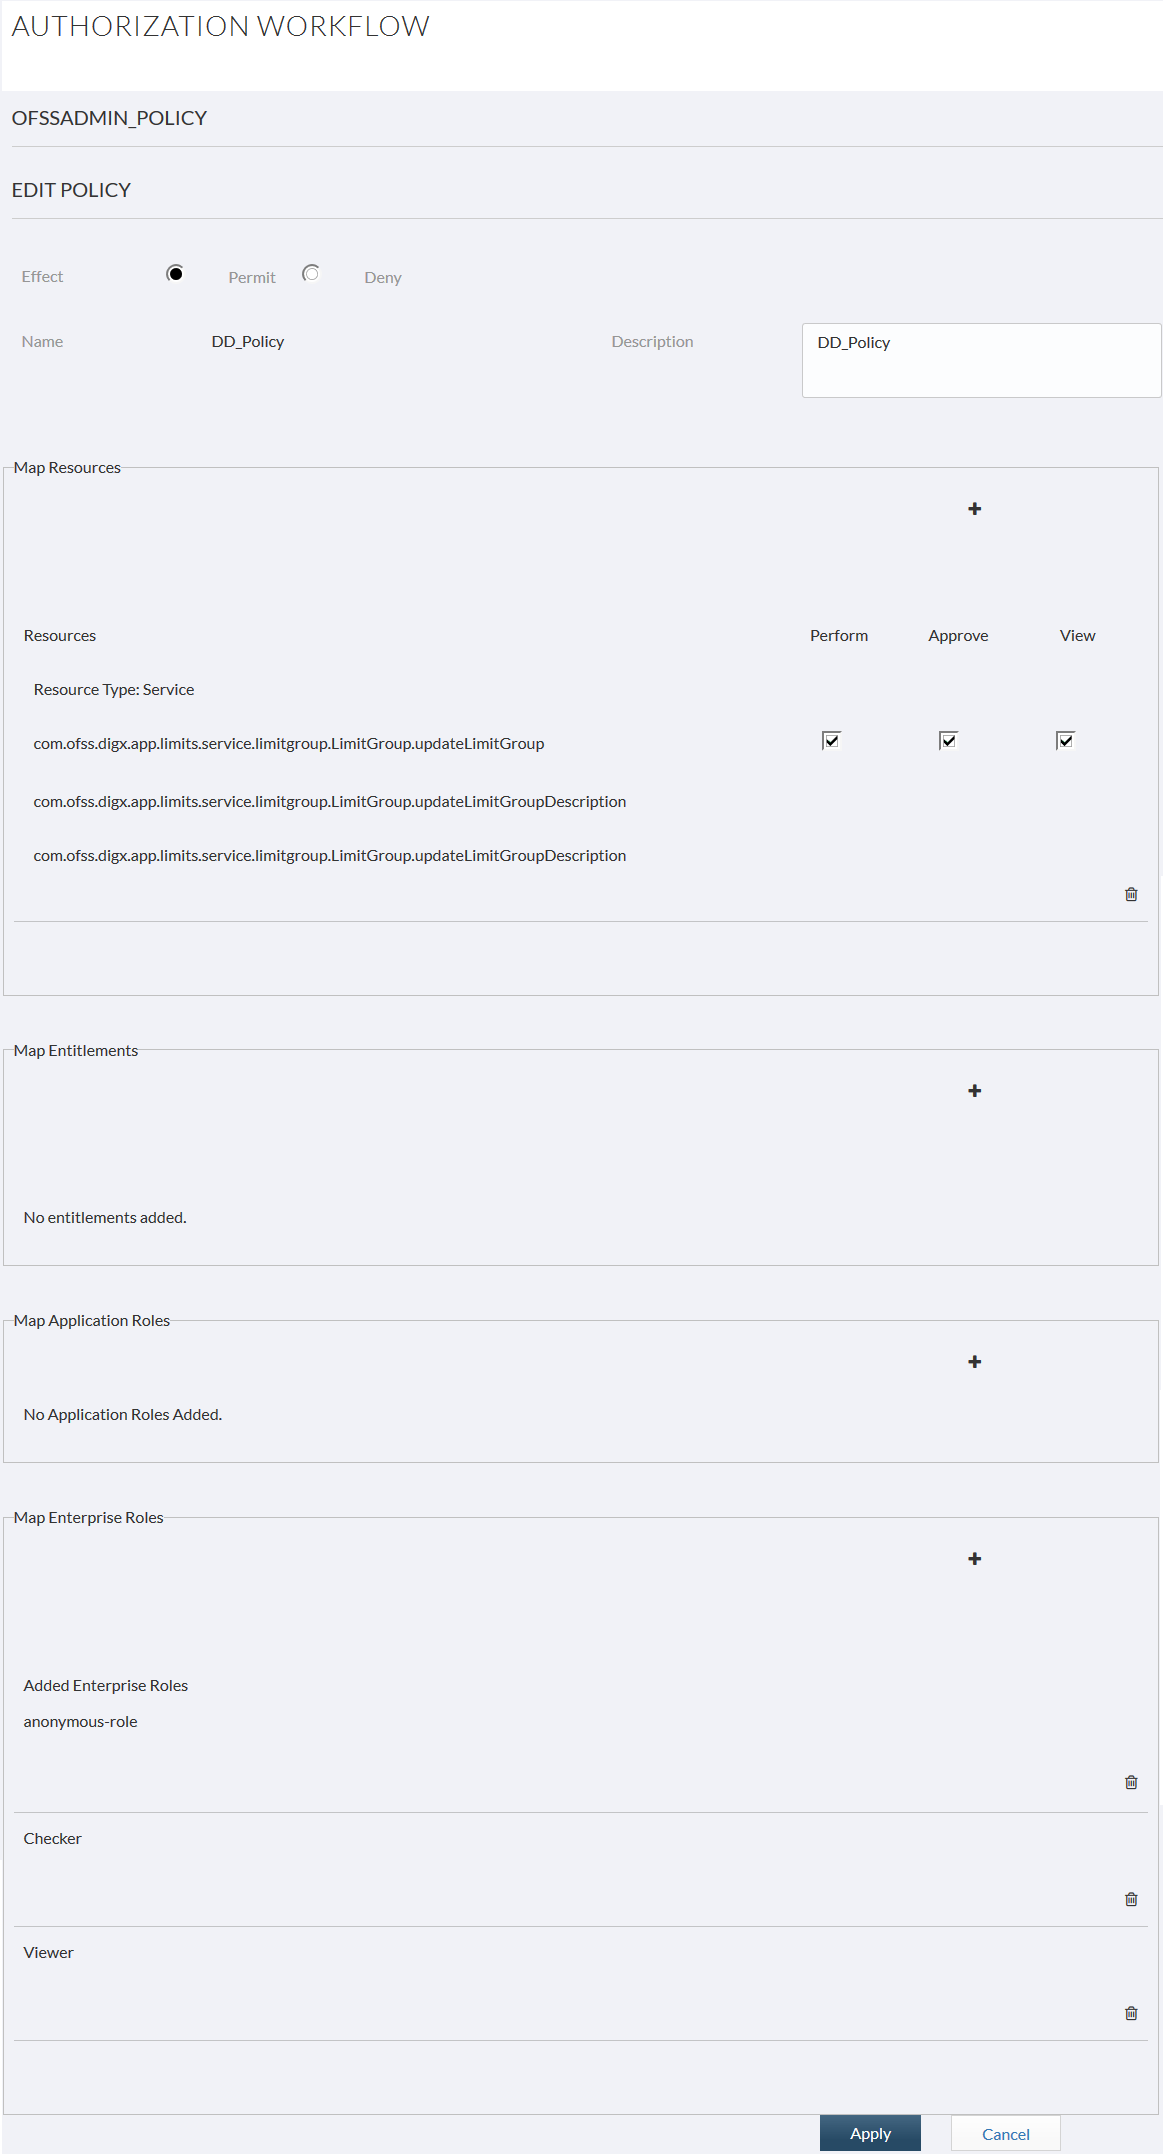 AUTHORIZATION WORKFLOW
OFSSADMIN_POLICY
EDIT POLICY
Effect Permit Deny
Name DD_Policy Description DD_Policy
Map Resources
Resources Perform Approve View
Resource Type: Service
com.ofss.digx.app.limits.service.limitgroup.LimitGroup.updateLimitGroup
com.ofss.digx.app.limits.service.limitgroup.LimitGroup.updateLimitGroupDescription
com.ofss.digx.app.limits.service.limitgroup.LimitGroup.updateLimitGroupDescription
Map Entitlements
No entitlements added.
Map Application Roles
No Application Roles Added.
Map Enterprise Roles
Added Enterprise Roles
anonymous-role
Checker
Viewer
Apply Cancel